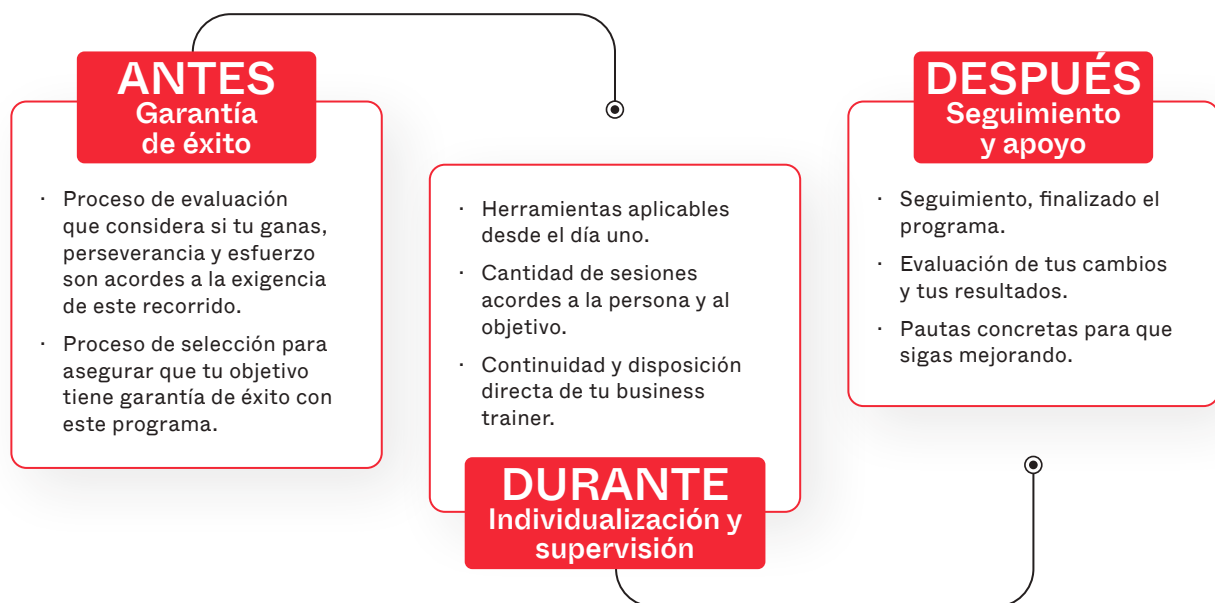 ANTES
Garantía
de éxito
· Proceso de evaluación
que considera si tu ganas,
perseverancia y esfuerzo
son acordes a la exigencia
de este recorrido.
· Proceso de selección para
asegurar que tu objetivo
tiene garantía de éxito con
este programa.
· Herramientas aplicables
desde el día uno.
· Cantidad de sesiones
acordes a la persona y al
objetivo.
· Continuidad y disposición
directa de tu business
trainer.
DURANTE
Individualización y
supervisión
DESPUÉS
Seguimiento
y apoyo
· Seguimiento, finalizado el
programa.
· Evaluación de tus cambios
y tus resultados.
· Pautas concretas para que
sigas mejorando.